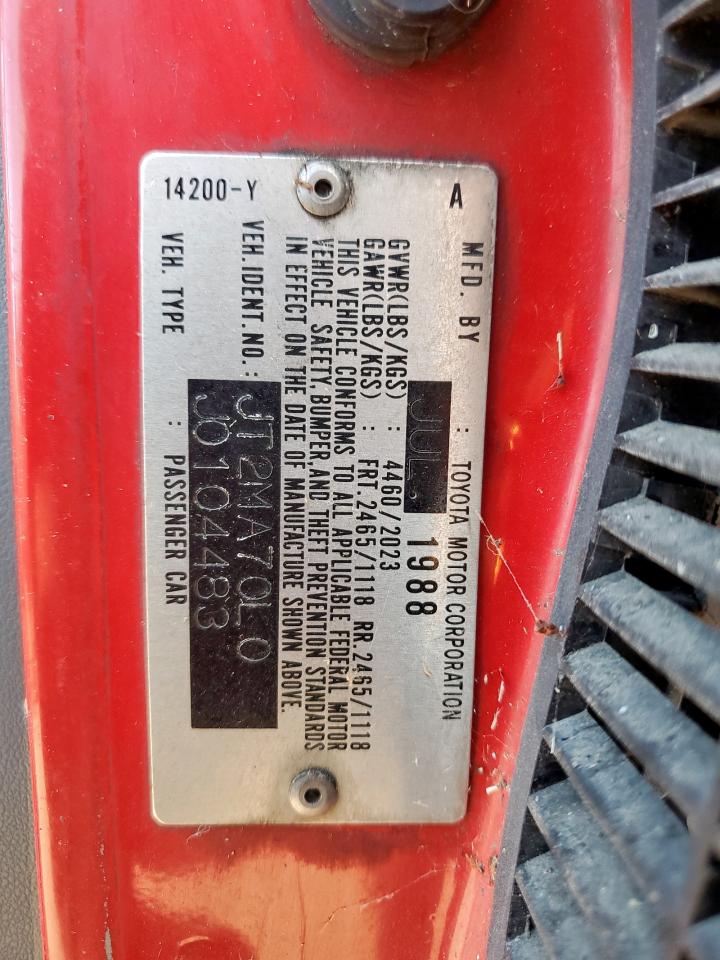 MFD. BY : TOYOTA MOTOR CORPORATION
JUL. 1988
GVWR(LBS/KGS) : 4460/2023
GAWR(LBS/KGS) : FRT.2465/1118 RR.2465/1118
THIS VEHICLE CONFORMS TO ALL APPLICABLE FEDERAL MOTOR
VEHICLE SAFETY, BUMPER, AND THEFT PREVENTION STANDARDS
IN EFFECT ON THE DATE OF MANUFACTURE SHOWN ABOVE.
VEH. IDENT. NO. : JT2MA70L0
J0104483
VEH. TYPE : PASSENGER CAR
14200-Y
A